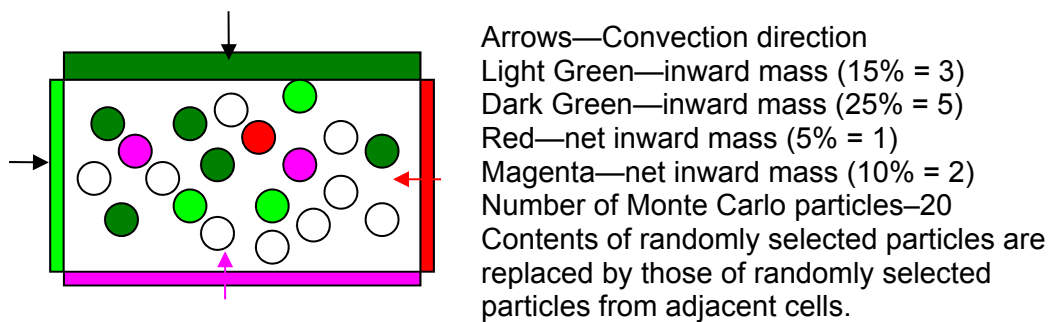 Arrows—Convection direction
Light Green—inward mass (15% = 3)
Dark Green—inward mass (25% = 5)
Red—net inward mass (5% = 1)
Magenta—net inward mass (10% = 2)
Number of Monte Carlo particles–20
Contents of randomly selected particles are
replaced by those of randomly selected
particles from adjacent cells.